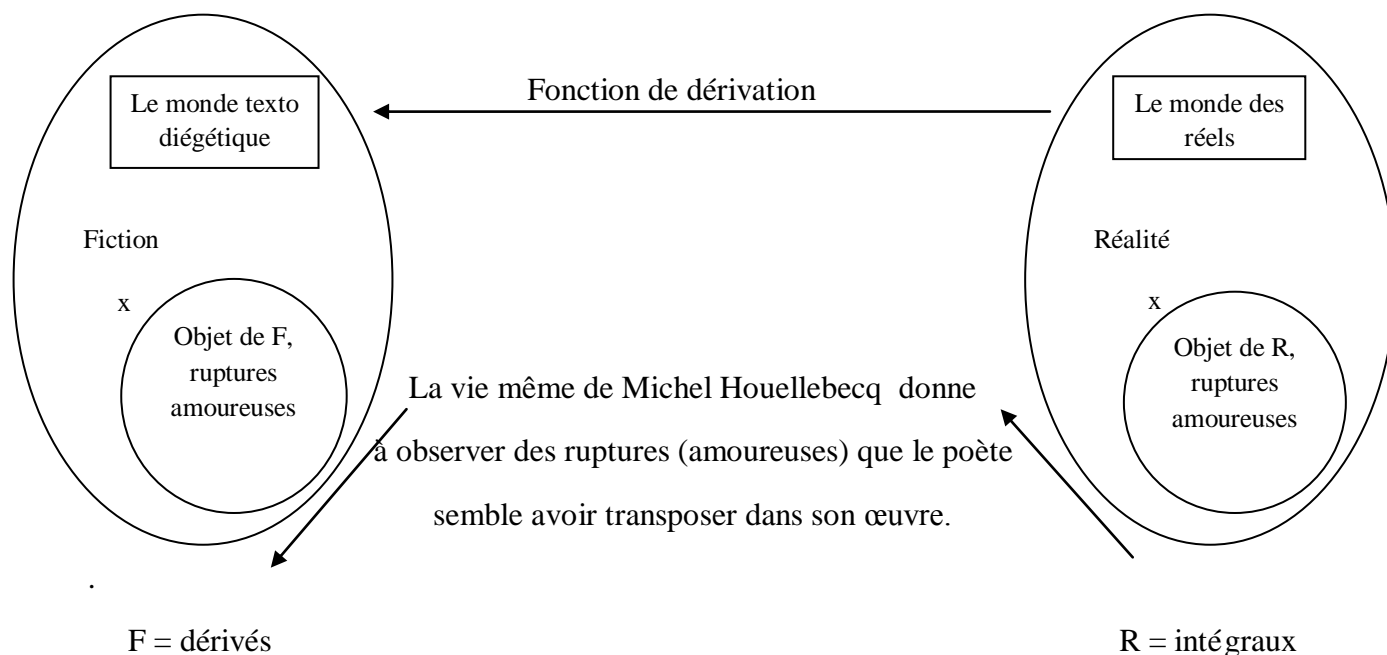 Fonction de dérivation
Le monde texto
diégétique
Le monde des
réels
Fiction
Réalité
x
x
Objet de F,
ruptures
amoureuses
Objet de R,
ruptures
amoureuses
La vie même de Michel Houellebecq donne
à observer des ruptures (amoureuses) que le poète
semble avoir transposer dans son œuvre.
.
F = dérivés
R = intégraux